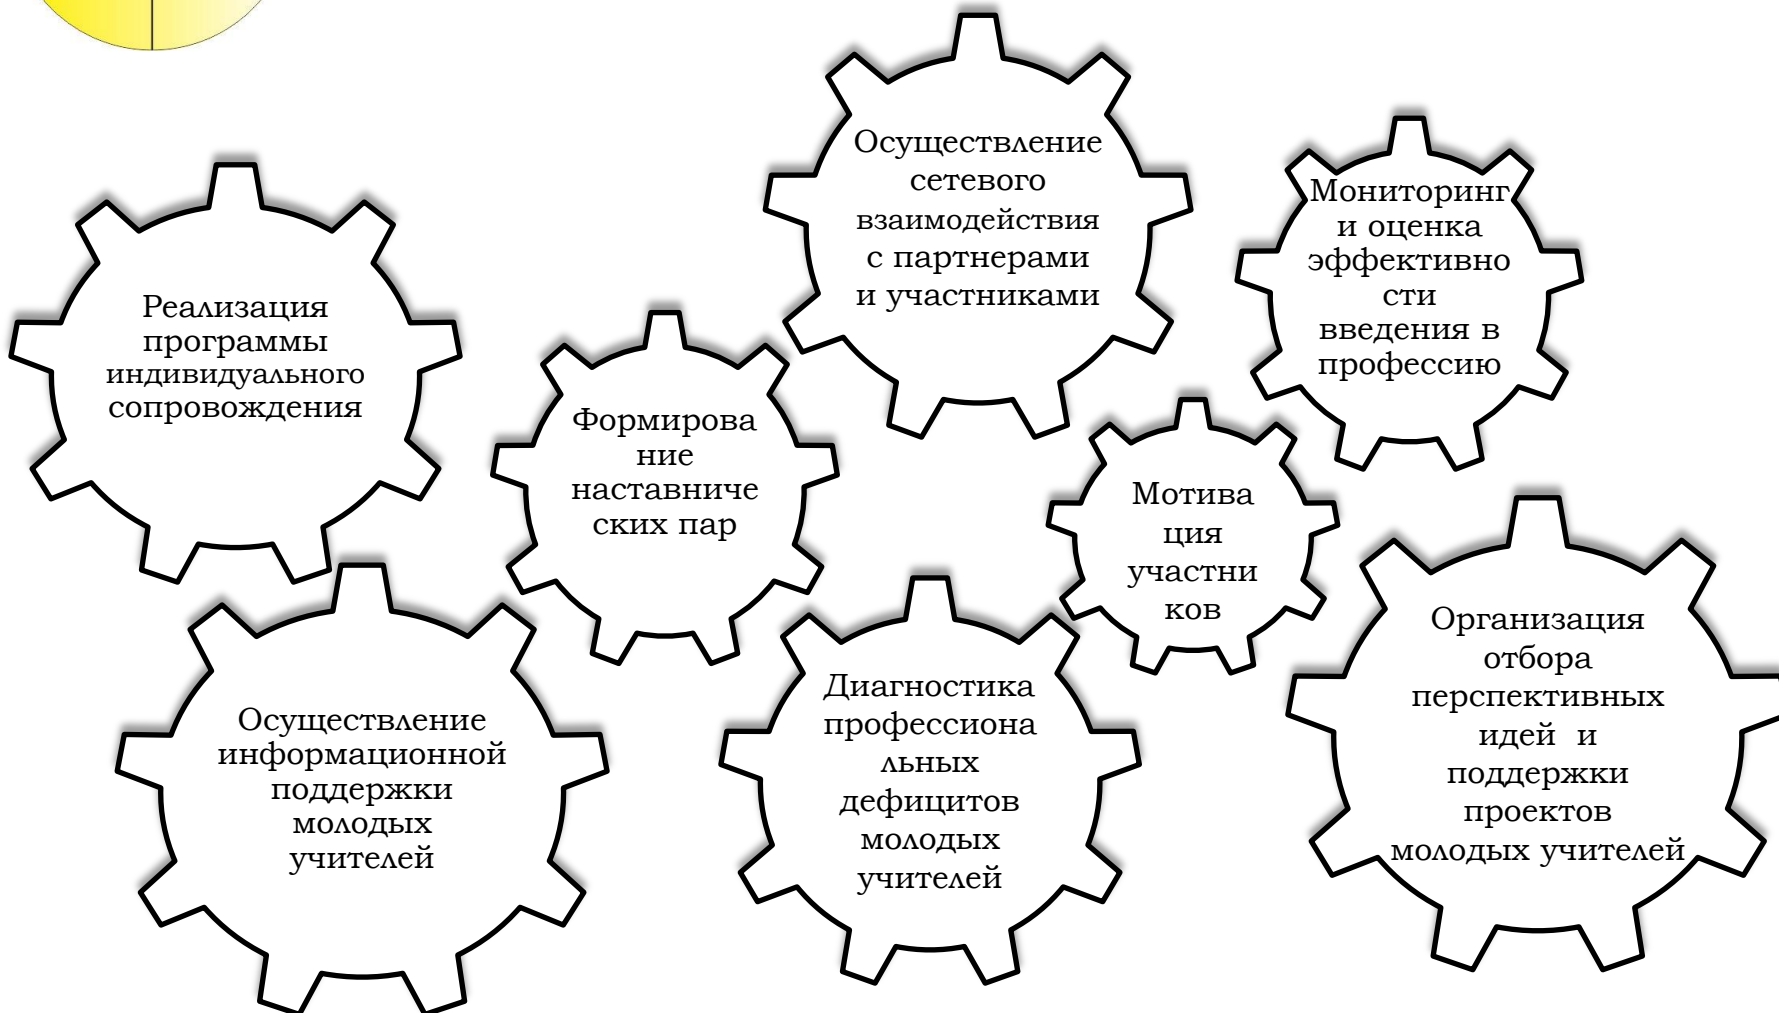 Осуществление
сетевого
взаимодействия
с партнерами
и участниками
Мониторинг
и оценка
эффективно
сти
введения в
профессию
Реализация
программы
индивидуального
сопровождения
Формирова
ние
наставниче
ских пар
Мотива
ция
участни
ков
Осуществление
информационной
поддержки
молодых
учителей
Диагностика
профессиона
льных
дефицитов
молодых
учителей
Организация
отбора
перспективных
идей и
поддержки
проектов
молодых учителей